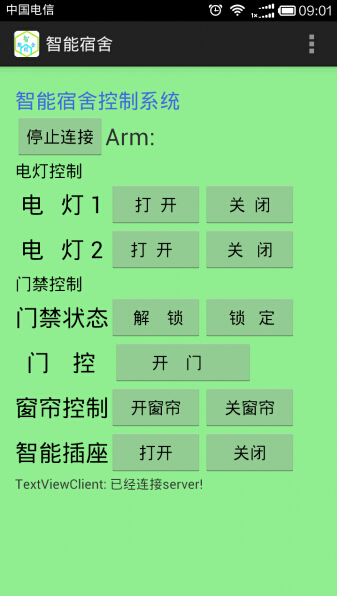 中国电信 1x 09:01
智能宿舍
智能宿舍控制系统
停止连接 Arm:
电灯控制
电 灯 1 打 开 关 闭
电 灯 2 打 开 关 闭
门禁控制
门禁状态 解 锁 锁 定
门 控 开 门
窗帘控制 开窗帘 关窗帘
智能插座 打开 关闭
TextViewClient: 已经连接server!